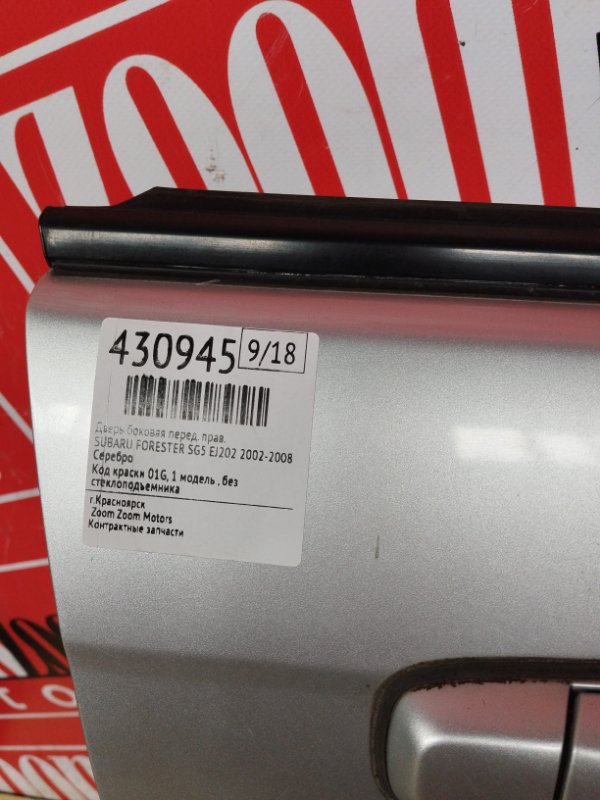 ZOOM
430945 9/18
Дверь боковая перед. прав.
SUBARU FORESTER SG5 EJ202 2002-2008
Серебро
Код краски 01G, 1 модель , без
стеклоподъемника
г.Красноярск
Zoom Zoom Motors
Контрактные запчасти